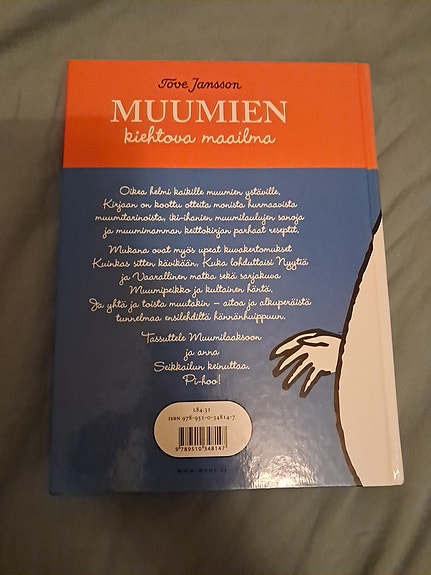 Tove Jansson
MUUMIEN
kiehtova maailma
Oikea helmi kaikille muumien ystäville.
Kirjaan on koottu otteita monista hurmaavista
muumitarinoista, iki-ihanien muumilaulujen sanoja
ja muumimamman keittokirjan parhaat reseptit.
Mukana ovat myös upeat kuvakertomukset
Kuinkas sitten kävikään, Kuka lohduttaisi Nyytiä
ja Vaarallinen matka sekä sarjakuva
Muumipeikko ja kultainen häntä.
Ja yhtä ja toista muutakin – aitoa ja alkuperäistä
tunnelmaa ensilehdiltä hännänhuippuun.
Tassuttele Muumilaaksoon
ja anna
Seikkailun keinuttaa.
Pi-hoo!
L84.31
ISBN 978-951-0-34814-7
9 789510 348147
www.wsoy.fi